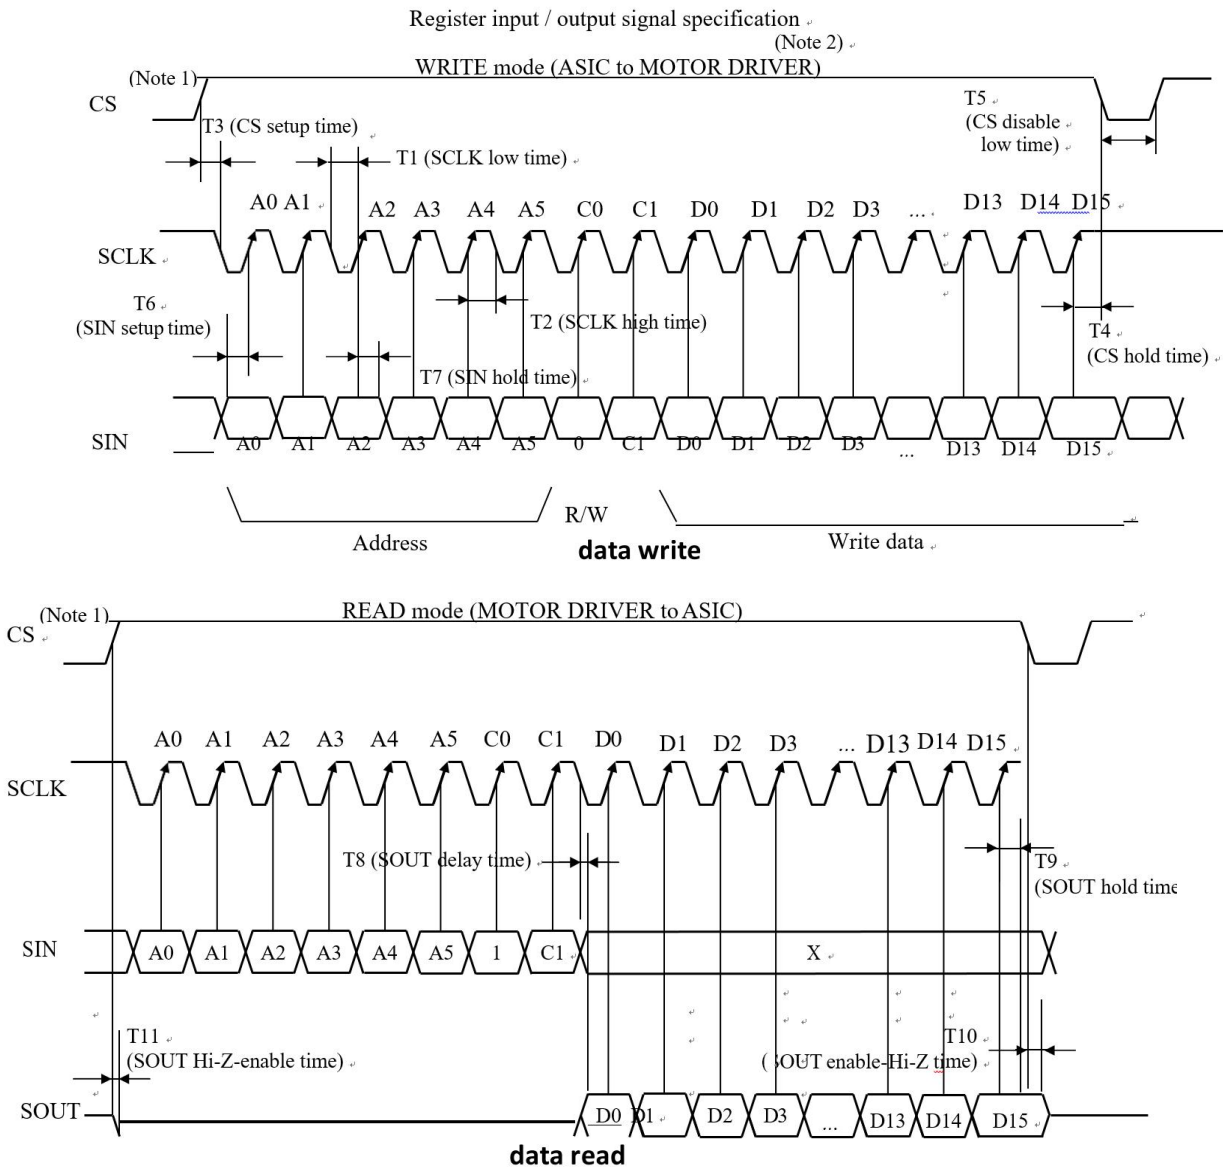 Register input / output signal specification
(Note 2)
(Note 1)
WRITE mode (ASIC to MOTOR DRIVER)
CS
T5
(CS disable
low time)
T3 (CS setup time)
T1 (SCLK low time)
A0 A1 A2 A3 A4 A5 C0 C1 D0 D1 D2 D3 ... D13 D14 D15
SCLK
T6
(SIN setup time)
T2 (SCLK high time)
T4
(CS hold time)
T7 (SIN hold time)
SIN
A0 A1 A2 A3 A4 A5 0 C1 D0 D1 D2 D3 ... D13 D14 D15
R/W
Address
data write
Write data
(Note 1)
READ mode (MOTOR DRIVER to ASIC)
CS
A0 A1 A2 A3 A4 A5 C0 C1 D0 D1 D2 D3 ... D13 D14 D15
SCLK
T8 (SOUT delay time)
T9
(SOUT hold time
SIN
A0 A1 A2 A3 A4 A5 1 C1 X
T11
(SOUT Hi-Z-enable time)
T10
(SOUT enable-Hi-Z time)
SOUT
D0 D1 D2 D3 ... D13 D14 D15
data read